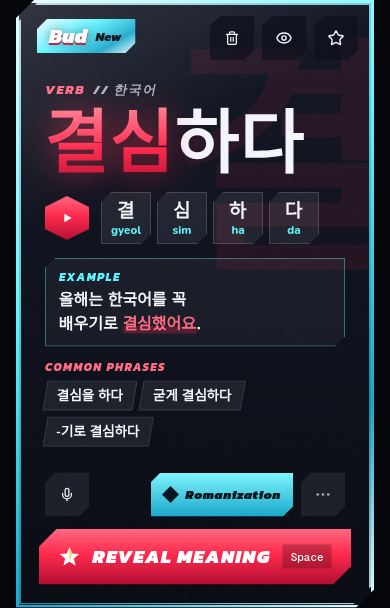 Bud New
VERB // 한국어
결심하다
결 심 하 다
gyeol sim ha da
EXAMPLE
올해는 한국어를 꼭
배우기로 결심했어요.
COMMON PHRASES
결심을 하다 굳게 결심하다
-기로 결심하다
Romanization
REVEAL MEANING Space